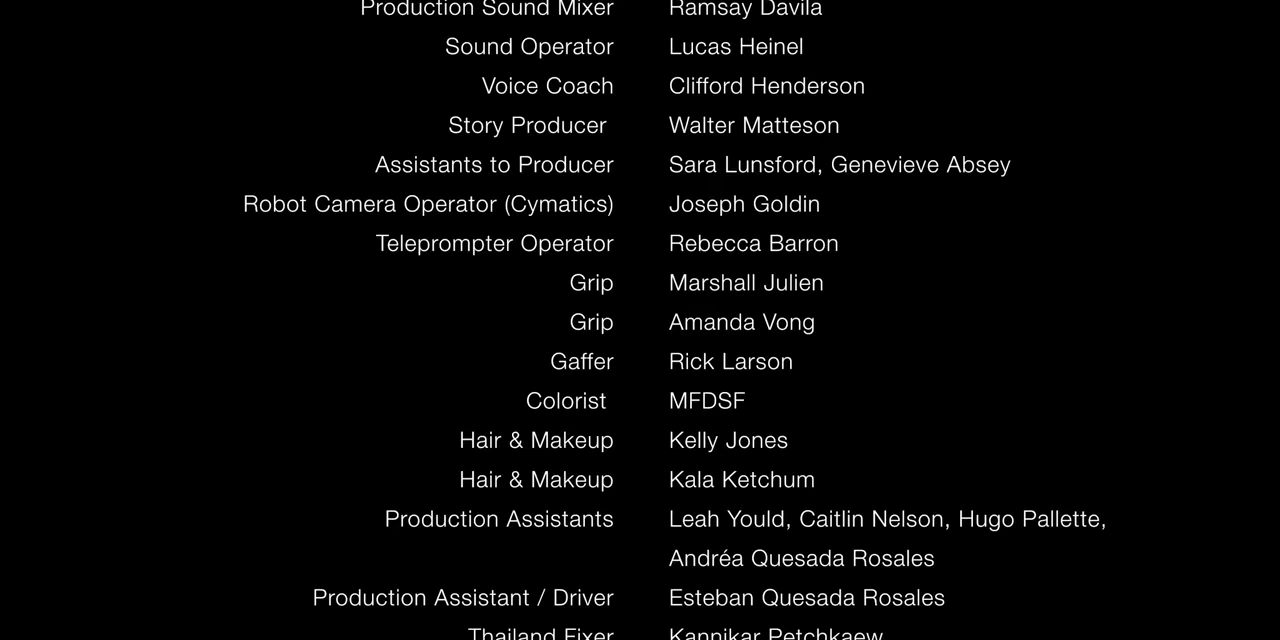 Production Sound Mixer Ramsay Davila
Sound Operator Lucas Heinel
Voice Coach Clifford Henderson
Story Producer Walter Matteson
Assistants to Producer Sara Lunsford, Genevieve Absey
Robot Camera Operator (Cymatics) Joseph Goldin
Teleprompter Operator Rebecca Barron
Grip Marshall Julien
Grip Amanda Vong
Gaffer Rick Larson
Colorist MFDSF
Hair & Makeup Kelly Jones
Hair & Makeup Kala Ketchum
Production Assistants Leah Yould, Caitlin Nelson, Hugo Pallette,
Andréa Quesada Rosales
Production Assistant / Driver Esteban Quesada Rosales
Thailand Fixer Kannikar Petchkaew